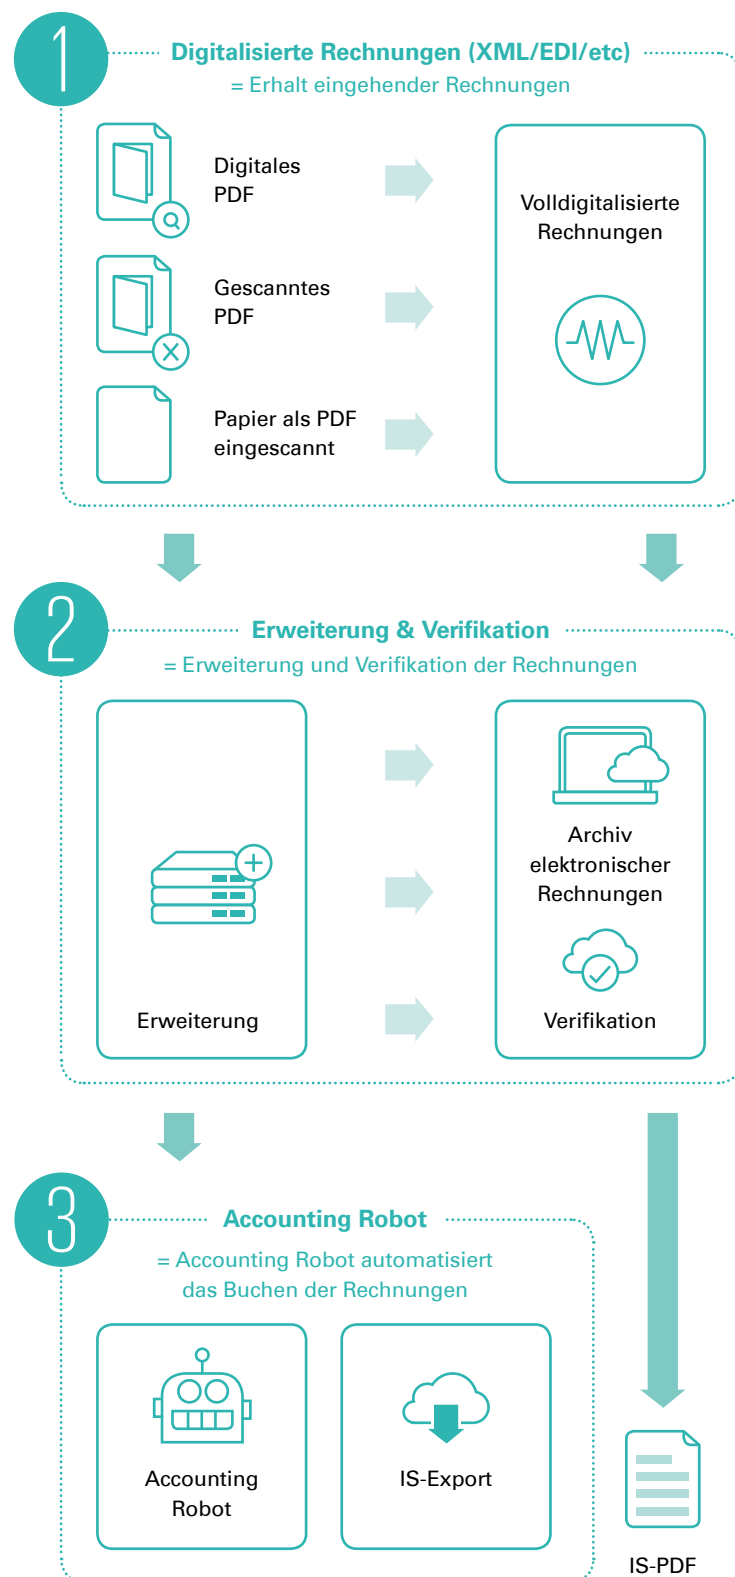 1
Digitalisierte Rechnungen (XML/EDI/etc)
= Erhalt eingehender Rechnungen
Digitales
PDF
Gescanntes
PDF
Papier als PDF
eingescannt
Volldigitalisierte
Rechnungen
2
Erweiterung & Verifikation
= Erweiterung und Verifikation der Rechnungen
Erweiterung
Archiv
elektronischer
Rechnungen
Verifikation
3
Accounting Robot
= Accounting Robot automatisiert
das Buchen der Rechnungen
Accounting
Robot
IS-Export
IS-PDF